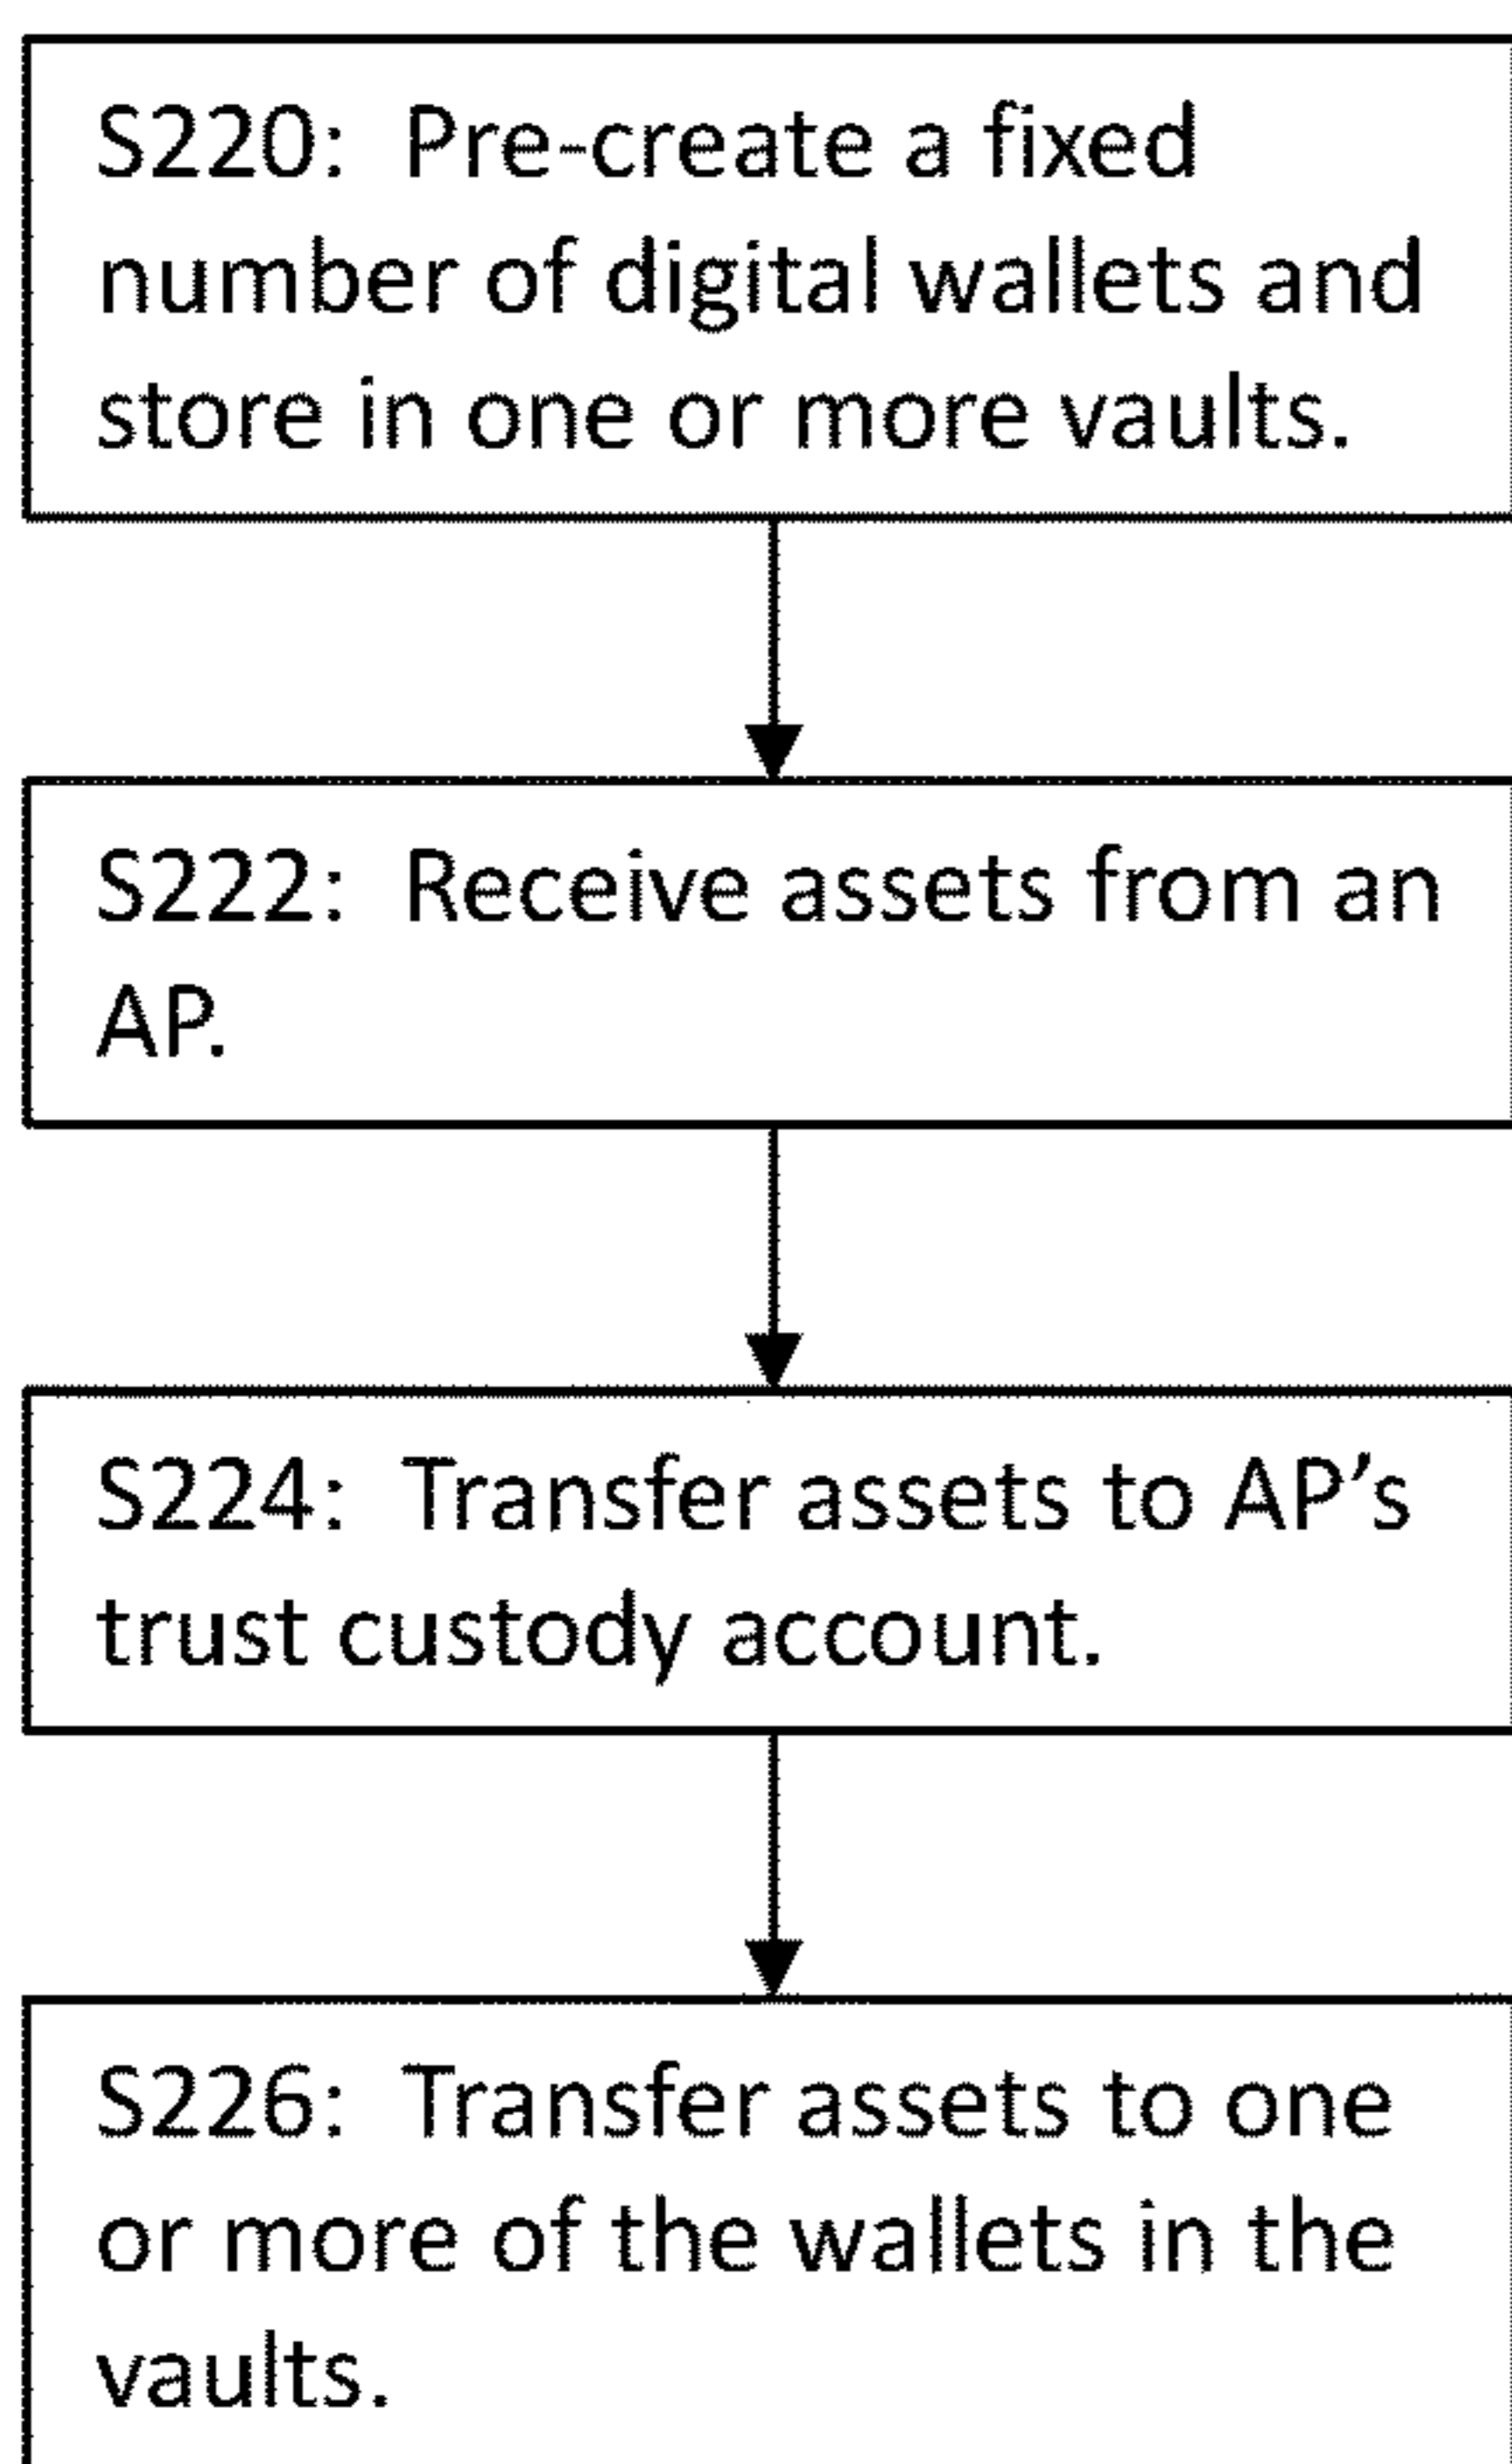 S220: Pre-create a fixed
number of digital wallets and
store in one or more vaults.
S222: Receive assets from an
AP.
S224: Transfer assets to AP’s
trust custody account.
S226: Transfer assets to one
or more of the wallets in the
vaults.